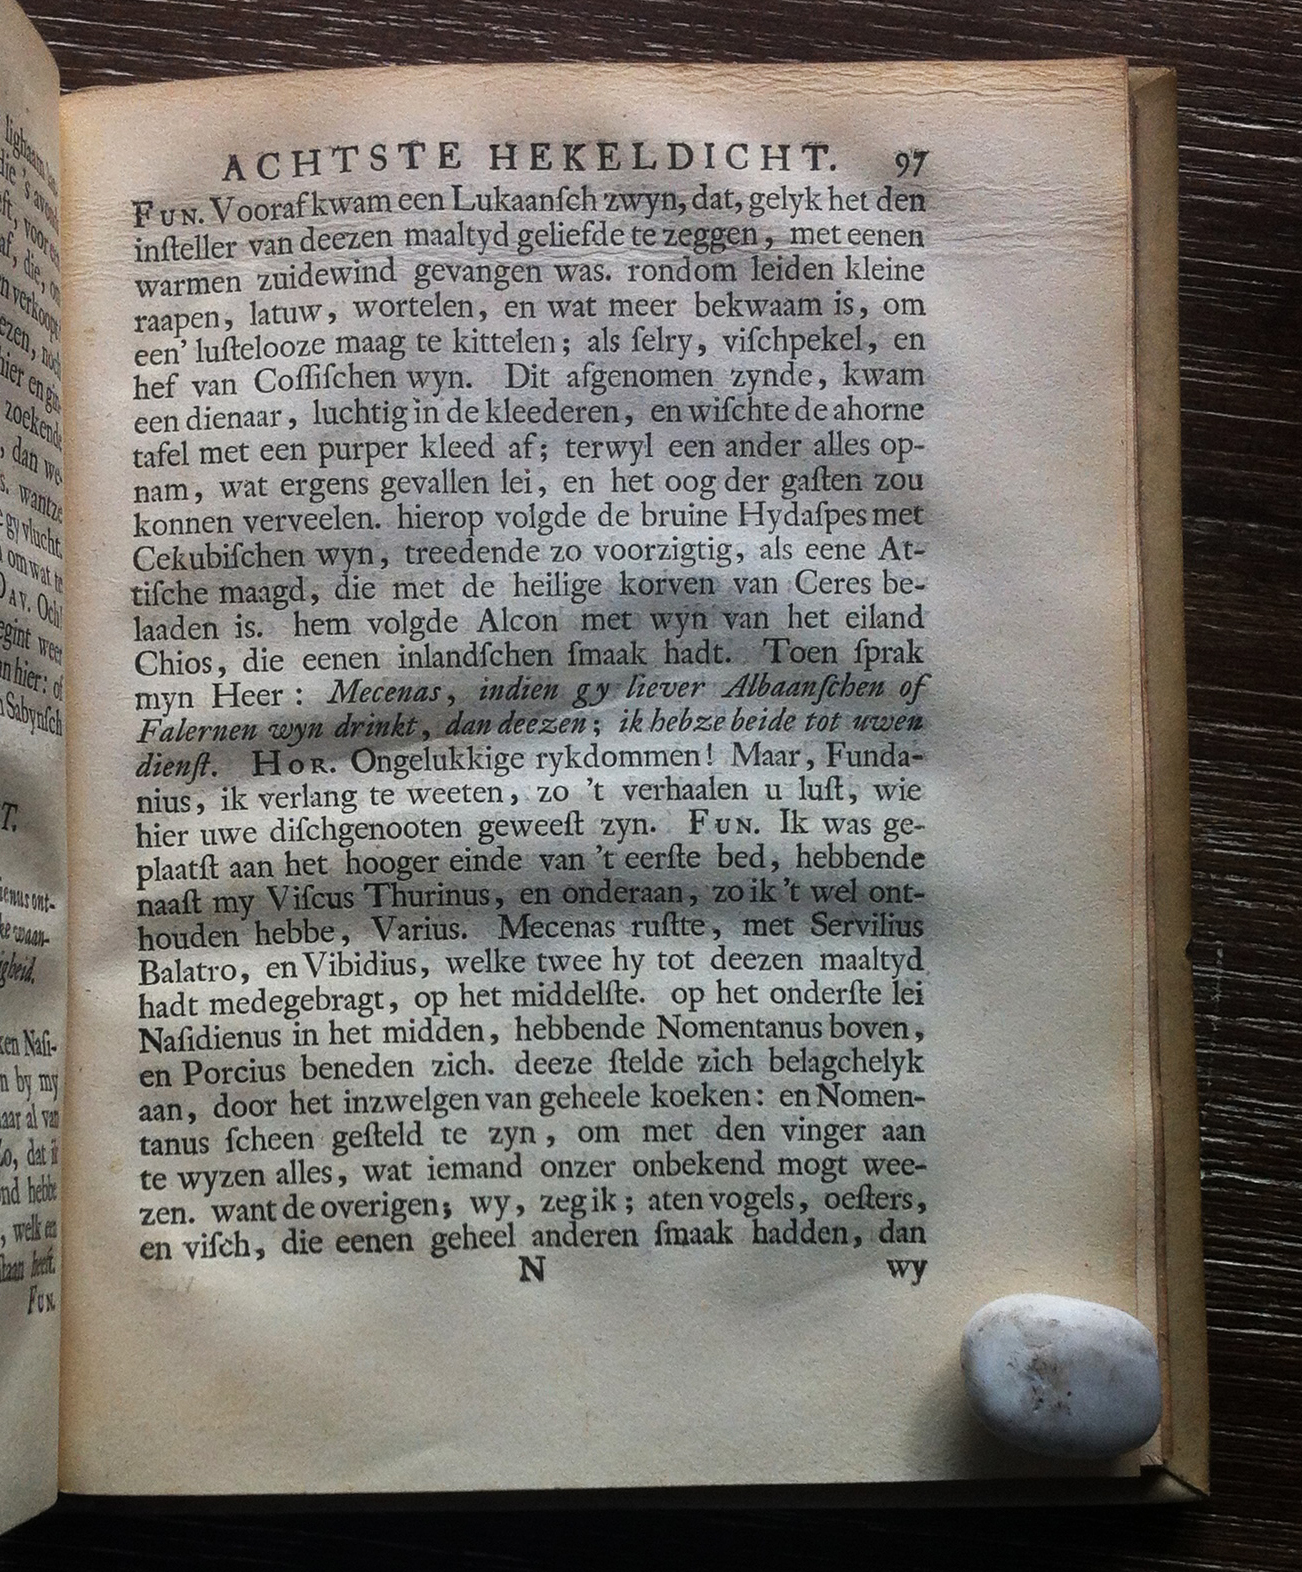 ACHTSTE HEKELDICHT. 97
FUN. Vooraf kwam een Lukaanſch zwyn, dat, gelyk het den
inſteller van deezen maaltyd geliefde te zeggen, met eenen
warmen zuidewind gevangen was. rondom leiden kleine
raapen, latuw, wortelen, en wat meer bekwaam is, om
een' luſtelooze maag te kittelen; als ſelry, viſchpekel, en
hef van Coſſiſchen wyn. Dit afgenomen zynde, kwam
een dienaar, luchtig in de kleederen, en wiſchte de ahorne
tafel met een purper kleed af; terwyl een ander alles op-
nam, wat ergens gevallen lei, en het oog der gaſten zou
konnen verveelen. hierop volgde de bruine Hydaſpes met
Cekubiſchen wyn, treedende zo voorzigtig, als eene At-
tiſche maagd, die met de heilige korven van Ceres be-
laaden is. hem volgde Alcon met wyn van het eiland
Chios, die eenen inlandſchen ſmaak hadt. Toen ſprak
myn Heer: Mecenas, indien gy liever Albaanſchen of
Falernen wyn drinkt, dan deezen; ik heb ze beide tot uwen
dienſt. HOR. Ongelukkige rykdommen! Maar, Funda-
nius, ik verlang te weeten, zo 't verhaalen u luſt, wie
hier uwe diſchgenooten geweeſt zyn. FUN. Ik was ge-
plaatſt aan het hooger einde van 't eerſte bed, hebbende
naaſt my Viſcus Thurinus, en onderaan, zo ik 't wel ont-
houden hebbe, Varius. Mecenas ruſtte, met Servilius
Balatro, en Vibidius, welke twee hy tot deezen maaltyd
hadt medegebragt, op het middelſte. op het onderſte lei
Naſidienus in het midden, hebbende Nomentanus boven,
en Porcius beneden zich. deeze ſtelde zich belagchelyk
aan, door het inzwelgen van geheele koeken: en Nomen-
tanus ſcheen geſteld te zyn, om met den vinger aan
te wyzen alles, wat iemand onzer onbekend mogt wee-
zen. want de overigen; wy, zeg ik; aten vogels, oeſters,
en viſch, die eenen geheel anderen ſmaak hadden, dan
N wy